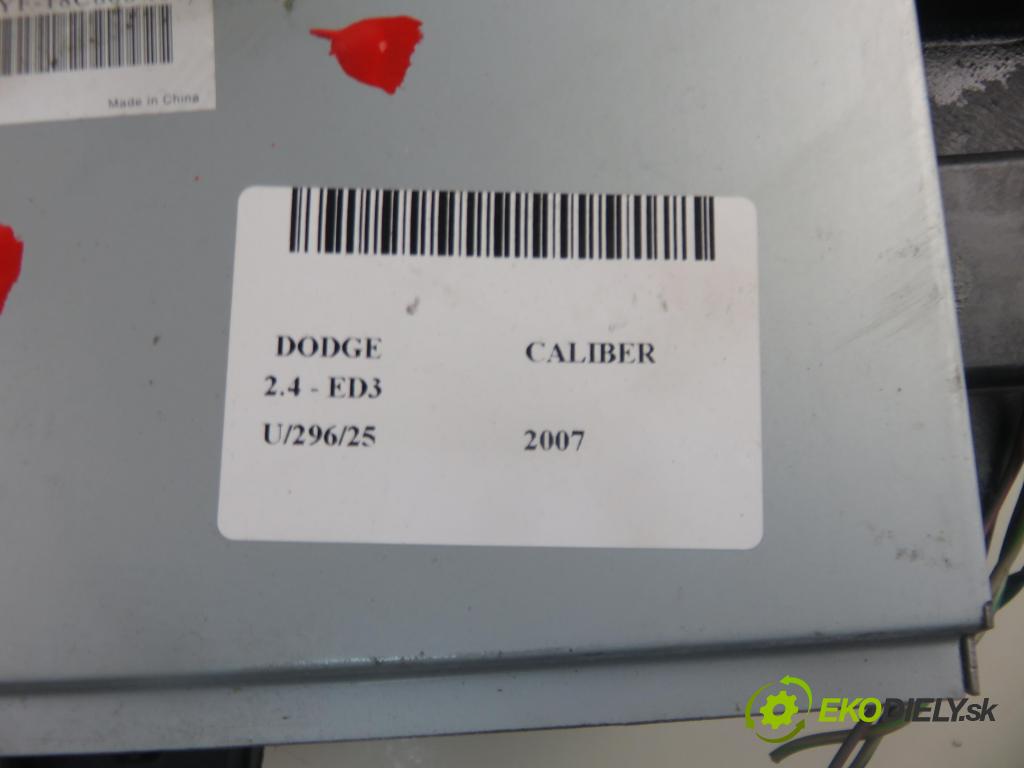 Made in China
DODGE CALIBER
2.4 - ED3
U/296/25 2007
EKODIELY.sk